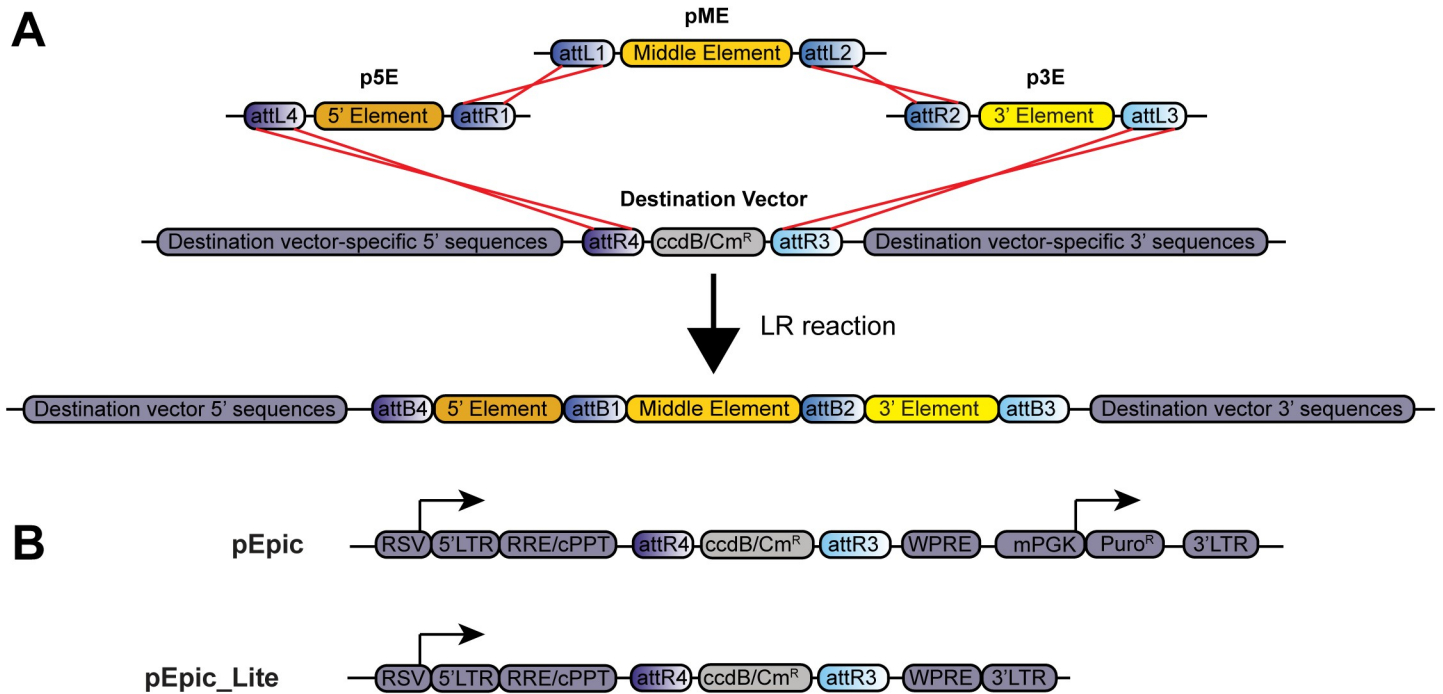 A
pME
attL1 Middle Element attL2
p5E
p3E
attL4 5’ Element attR1
attR2 3’ Element attL3
Destination Vector
Destination vector-specific 5’ sequences attR4 ccdB/Cmᴿ attR3 Destination vector-specific 3’ sequences
LR reaction
Destination vector 5’ sequences attB4 5’ Element attB1 Middle Element attB2 3’ Element attB3 Destination vector 3’ sequences
B
pEpic RSV 5’LTR RRE/cPPT attR4 ccdB/Cmᴿ attR3 WPRE mPGK Puroᴿ 3’LTR
pEpic_Lite RSV 5’LTR RRE/cPPT attR4 ccdB/Cmᴿ attR3 WPRE 3’LTR